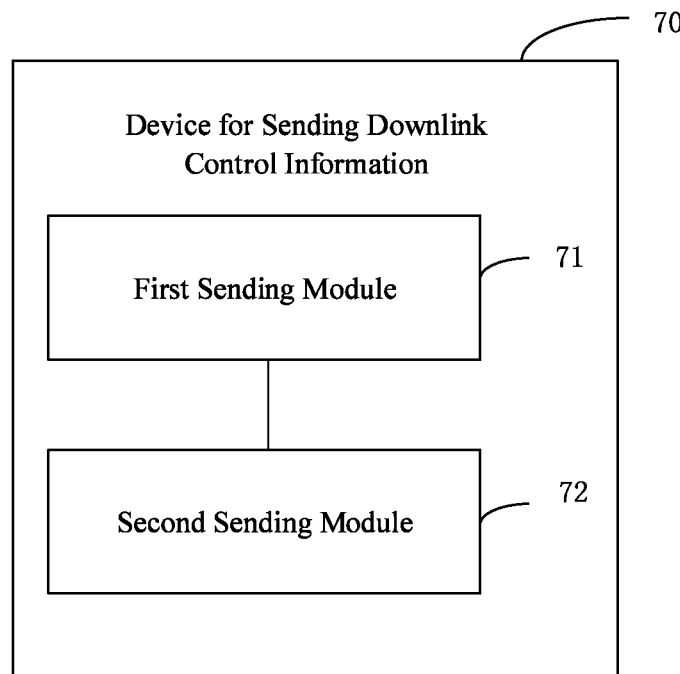 70
Device for Sending Downlink
Control Information
71
First Sending Module
72
Second Sending Module